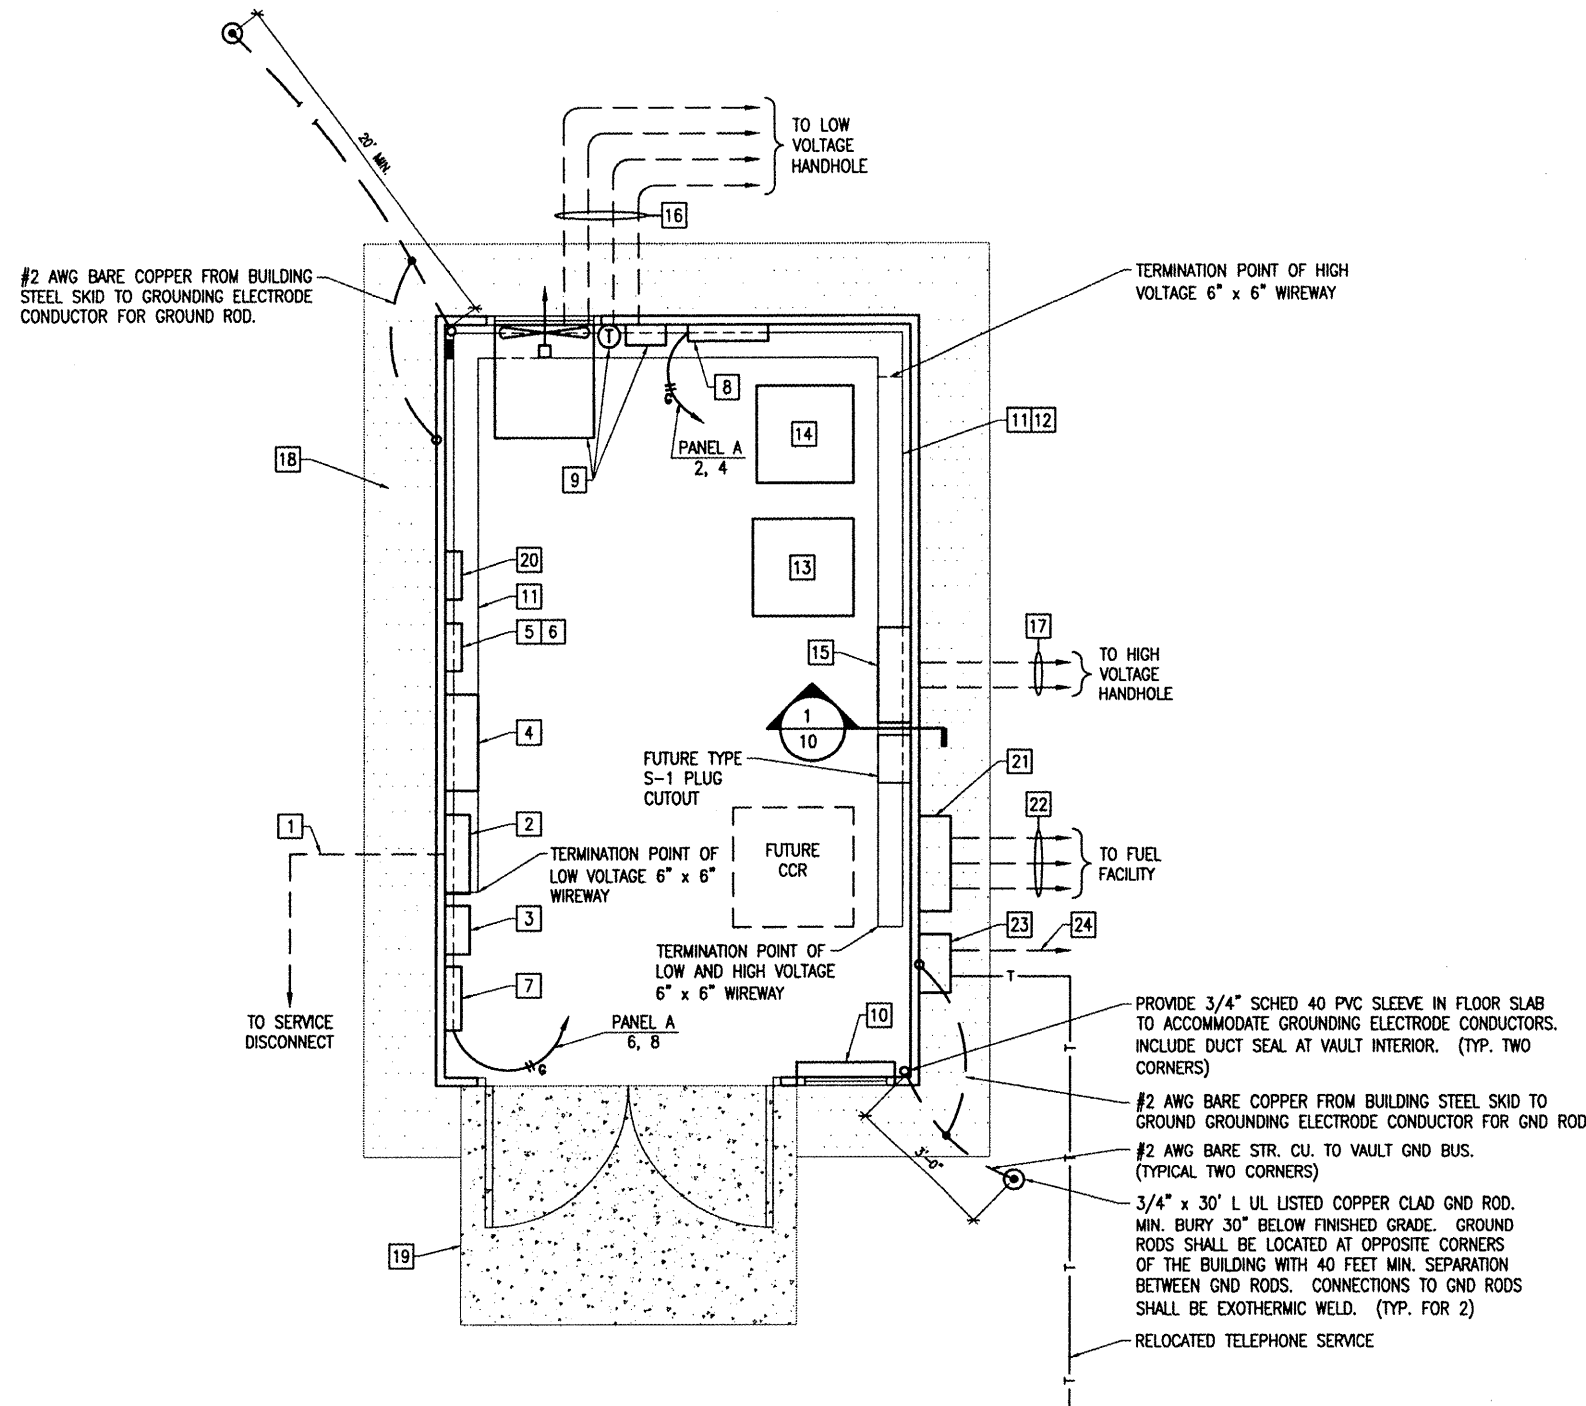 20' MIN.
TO LOW
VOLTAGE
HANDHOLE
16
#2 AWG BARE COPPER FROM BUILDING
STEEL SKID TO GROUNDING ELECTRODE
CONDUCTOR FOR GROUND ROD.
TERMINATION POINT OF HIGH
VOLTAGE 6" x 6" WIREWAY
T
8
G
11 12
14
PANEL A
2, 4
18
9
20
13
11
5 6
17
15
TO HIGH
VOLTAGE
HANDHOLE
4
1
10
FUTURE TYPE
S-1 PLUG
CUTOUT
21
22
1
2
TERMINATION POINT OF
LOW VOLTAGE 6" x 6"
WIREWAY
FUTURE
CCR
TO FUEL
FACILITY
3
23
24
TERMINATION POINT OF
LOW AND HIGH VOLTAGE
6" x 6" WIREWAY
T
7
TO SERVICE
DISCONNECT
PANEL A
6, 8
G
10
PROVIDE 3/4" SCHED 40 PVC SLEEVE IN FLOOR SLAB
TO ACCOMMODATE GROUNDING ELECTRODE CONDUCTORS.
INCLUDE DUCT SEAL AT VAULT INTERIOR. (TYP. TWO
CORNERS)
T
#2 AWG BARE COPPER FROM BUILDING STEEL SKID TO
GROUND GROUNDING ELECTRODE CONDUCTOR FOR GND ROD
3'-0"
T
#2 AWG BARE STR. CU. TO VAULT GND BUS.
(TYPICAL TWO CORNERS)
3/4" x 30' L UL LISTED COPPER CLAD GND ROD.
MIN. BURY 30" BELOW FINISHED GRADE. GROUND
RODS SHALL BE LOCATED AT OPPOSITE CORNERS
OF THE BUILDING WITH 40 FEET MIN. SEPARATION
BETWEEN GND RODS. CONNECTIONS TO GND RODS
SHALL BE EXOTHERMIC WELD. (TYP. FOR 2)
19
T
RELOCATED TELEPHONE SERVICE
T